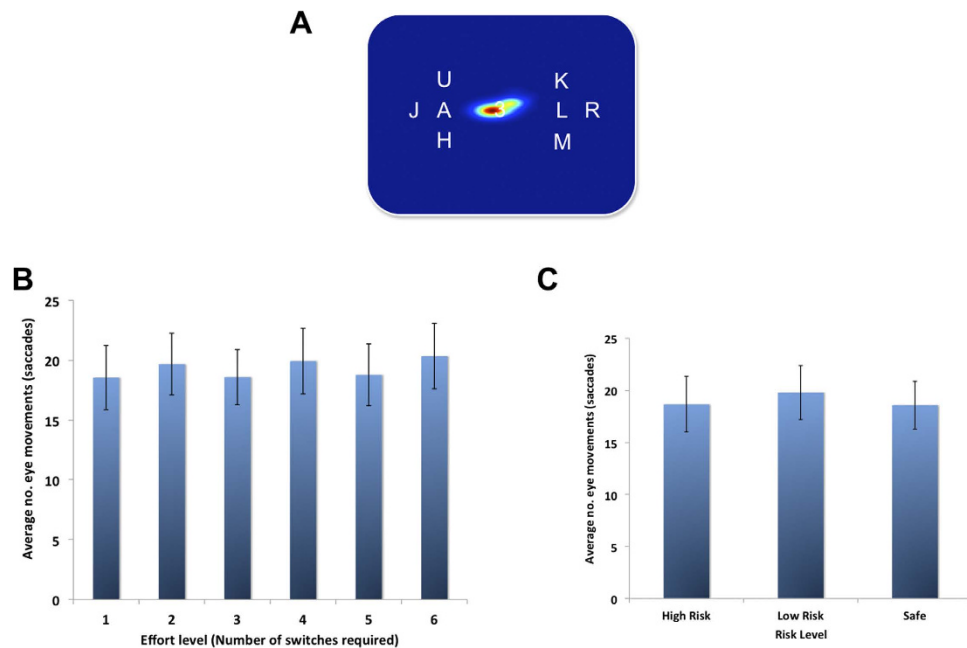 A
U K
J A 3 L R
H M
B
Average no. eye movements (saccades)
25
20
15
10
5
0
1 2 3 4 5 6
Effort level (Number of switches required)
C
Average no. eye movements (saccades)
25
20
15
10
5
0
High Risk Low Risk Safe
Risk Level